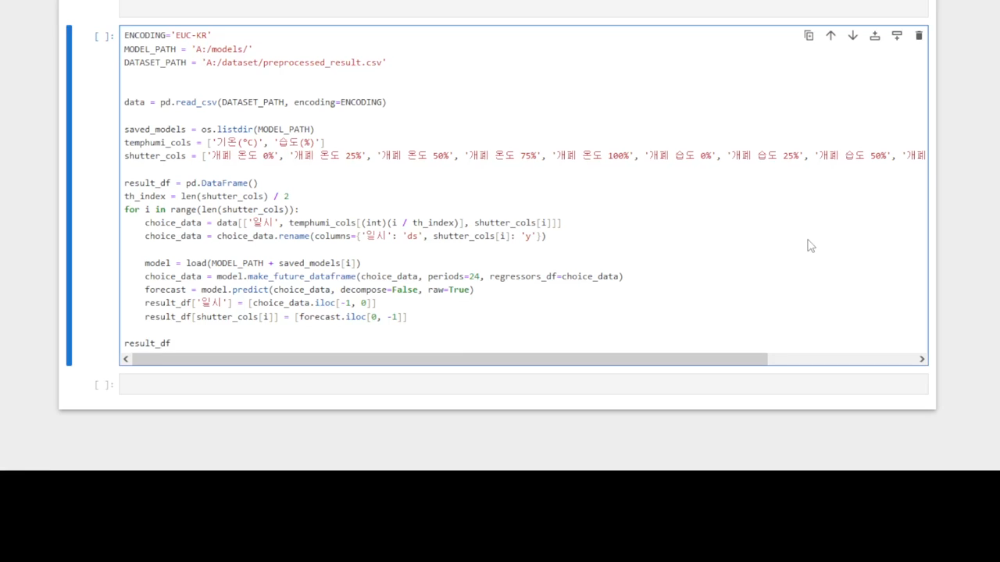 [ ]: ENCODING='EUC-KR'
MODEL_PATH = 'A:/models/'
DATASET_PATH = 'A:/dataset/preprocessed_result.csv'
data = pd.read_csv(DATASET_PATH, encoding=ENCODING)
saved_models = os.listdir(MODEL_PATH)
temphumi_cols = ['기온(°C)', '습도(%)']
shutter_cols = ['개폐 온도 0%', '개폐 온도 25%', '개폐 온도 50%', '개폐 온도 75%', '개폐 온도 100%', '개폐 습도 0%', '개폐 습도 25%', '개폐 습도 50%', '개폐
result_df = pd.DataFrame()
th_index = len(shutter_cols) / 2
for i in range(len(shutter_cols)):
    choice_data = data[['일시', temphumi_cols[(int)(i / th_index)], shutter_cols[i]]]
    choice_data = choice_data.rename(columns={'일시': 'ds', shutter_cols[i]: 'y'})
    model = load(MODEL_PATH + saved_models[i])
    choice_data = model.make_future_dataframe(choice_data, periods=24, regressors_df=choice_data)
    forecast = model.predict(choice_data, decompose=False, raw=True)
    result_df['일시'] = [choice_data.iloc[-1, 0]]
    result_df[shutter_cols[i]] = [forecast.iloc[0, -1]]
result_df
[ ]: